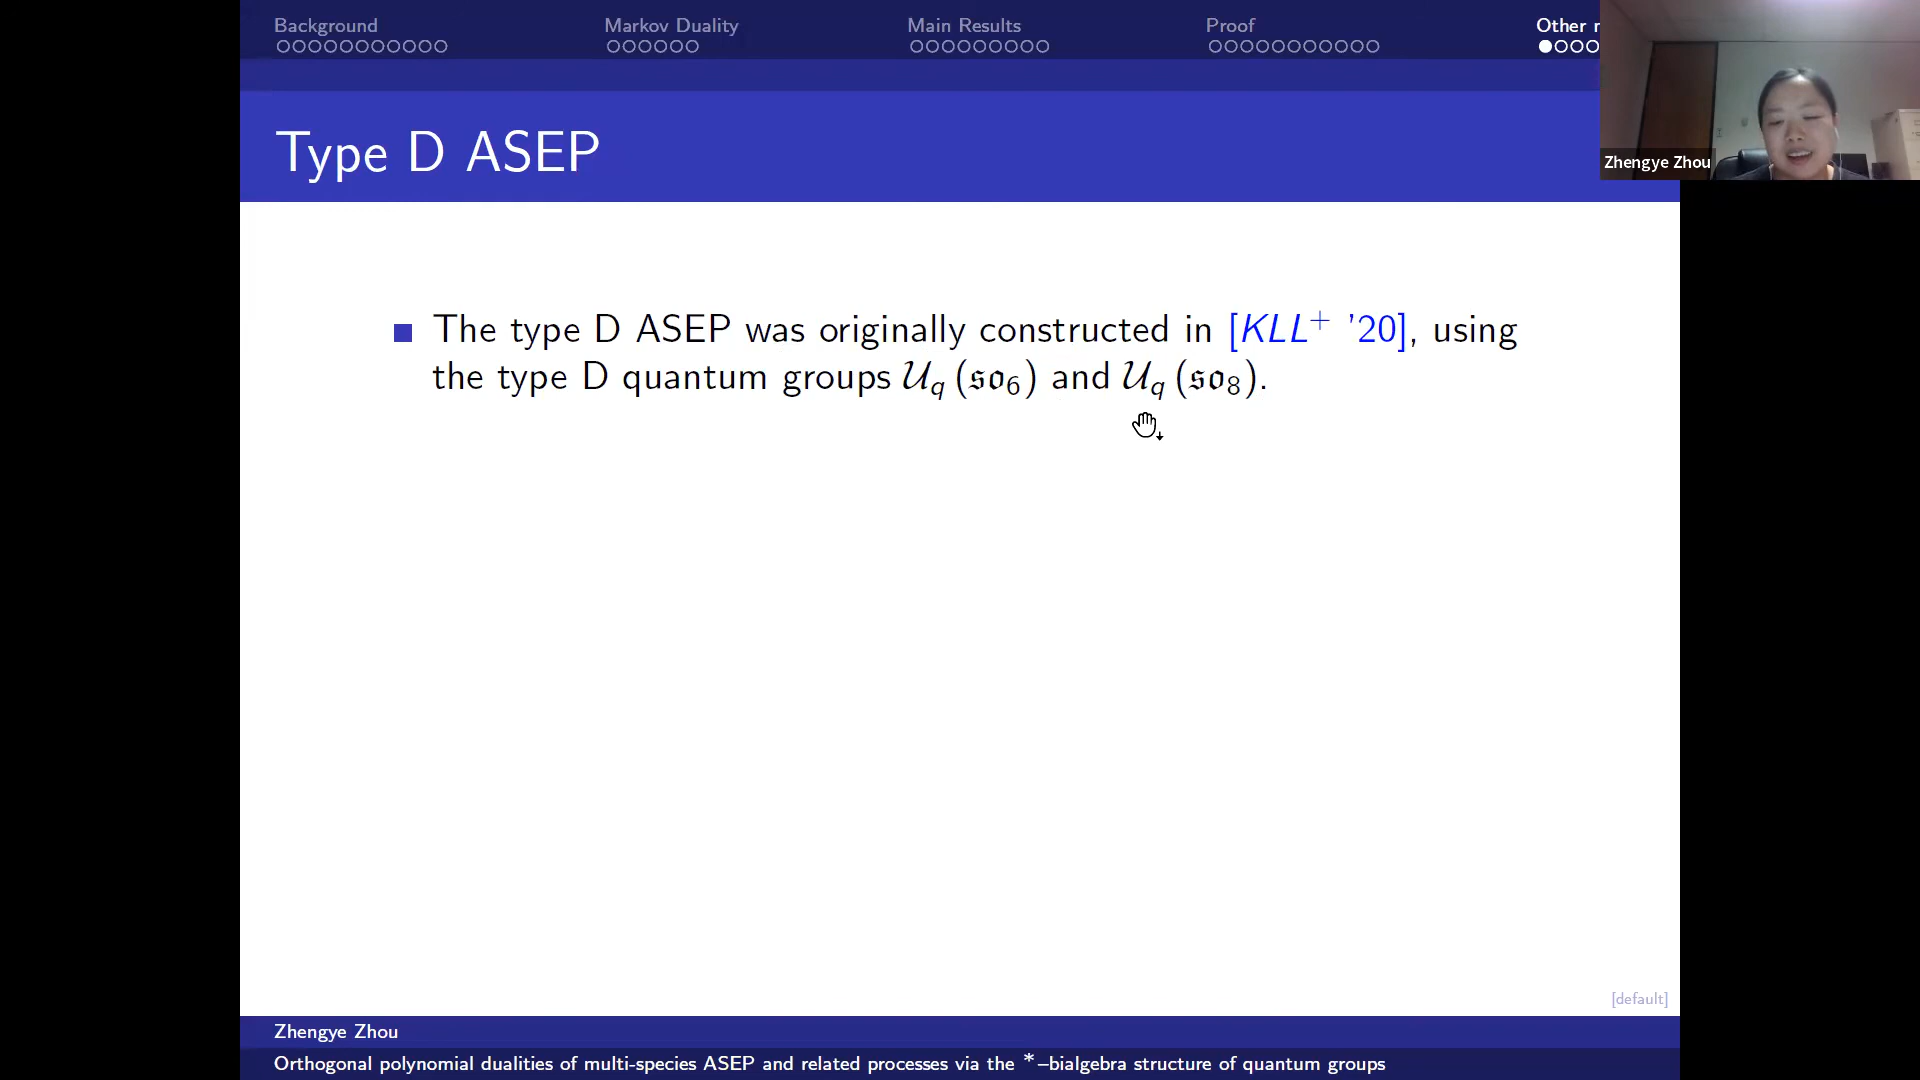 Background Markov Duality Main Results Proof Other r
Type D ASEP
Zhengye Zhou
The type D ASEP was originally constructed in [KLL⁺ '20], using
the type D quantum groups 𝒰_q (𝔰𝔬₆) and 𝒰_q (𝔰𝔬₈).
[default]
Zhengye Zhou
Orthogonal polynomial dualities of multi-species ASEP and related processes via the *–bialgebra structure of quantum groups